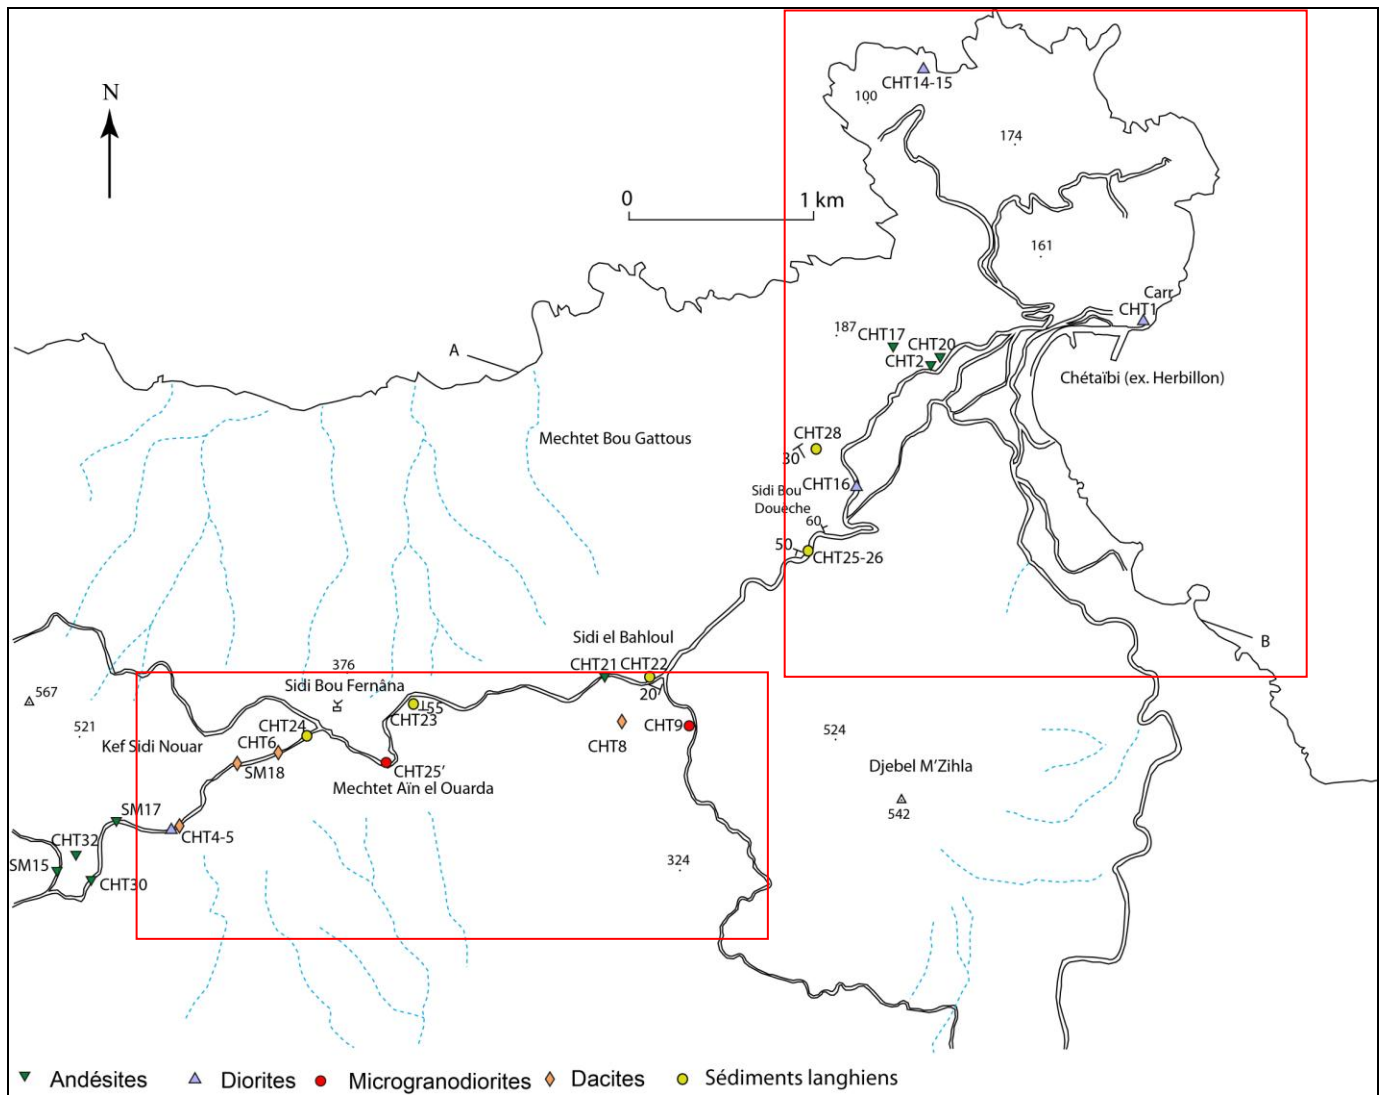 CHT14-15
100
N
174
0
1 km
161
Carr
CHT1
187
CHT17
CHT20
CHT2
A
Chétaïbi (ex. Herbillon)
CHT28
30
Mechtet Bou Gattous
CHT16
Sidi Bou
Doueche
60
50
CHT25-26
Sidi el Bahloul
B
CHT21
CHT22
376
20
Sidi Bou Fernâna
567
55
CHT23
521
CHT24
CHT9
524
Kef Sidi Nouar
CHT6
CHT8
SM18
CHT25’
Djebel M’Zihla
Mechtet Aïn el Ouarda
SM17
542
CHT4-5
CHT32
SM15
324
CHT30
Andésites
Diorites
Microgranodiorites
Dacites
Sédiments langhiens